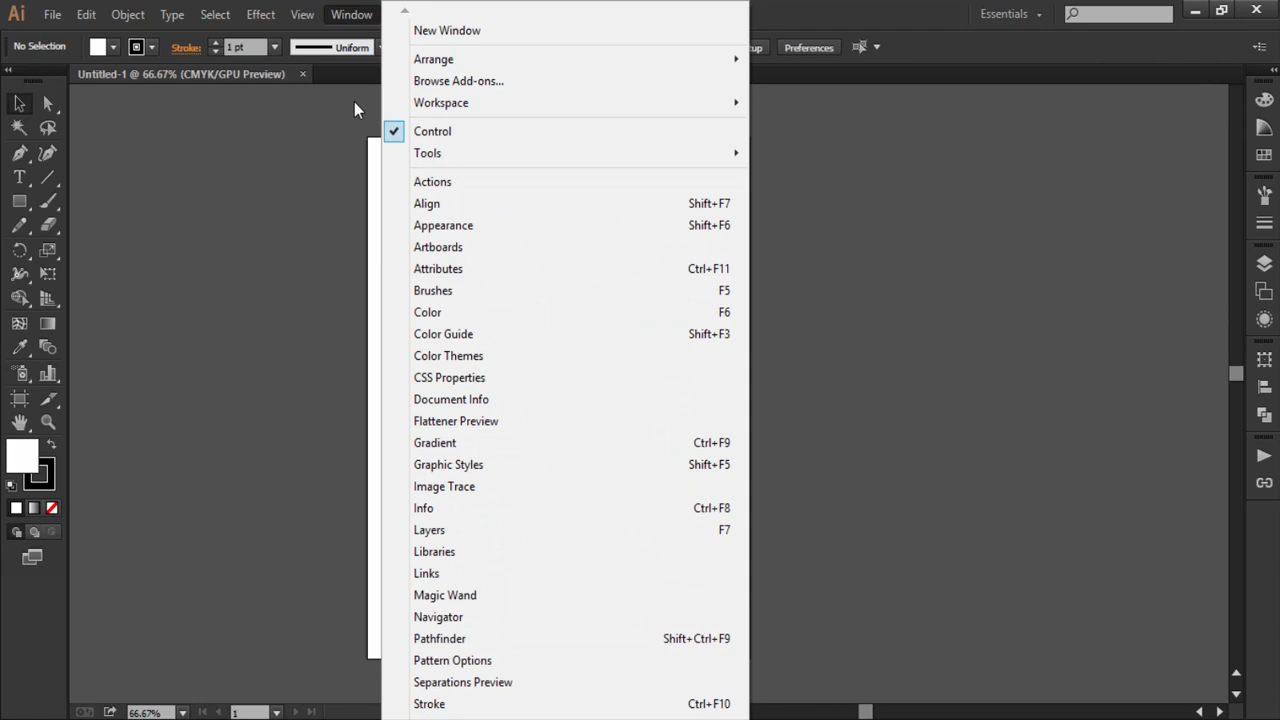 Ai File Edit Object Type Select Effect View Window
Essentials
No Selection Stroke: 1 pt Uniform
Preferences
Untitled-1 @ 66.67% (CMYK/GPU Preview) ×
New Window
Arrange
Browse Add-ons...
Workspace
Control
Tools
Actions
Align Shift+F7
Appearance Shift+F6
Artboards
Attributes Ctrl+F11
Brushes F5
Color F6
Color Guide Shift+F3
Color Themes
CSS Properties
Document Info
Flattener Preview
Gradient Ctrl+F9
Graphic Styles Shift+F5
Image Trace
Info Ctrl+F8
Layers F7
Libraries
Links
Magic Wand
Navigator
Pathfinder Shift+Ctrl+F9
Pattern Options
Separations Preview
Stroke Ctrl+F10
66.67% 1